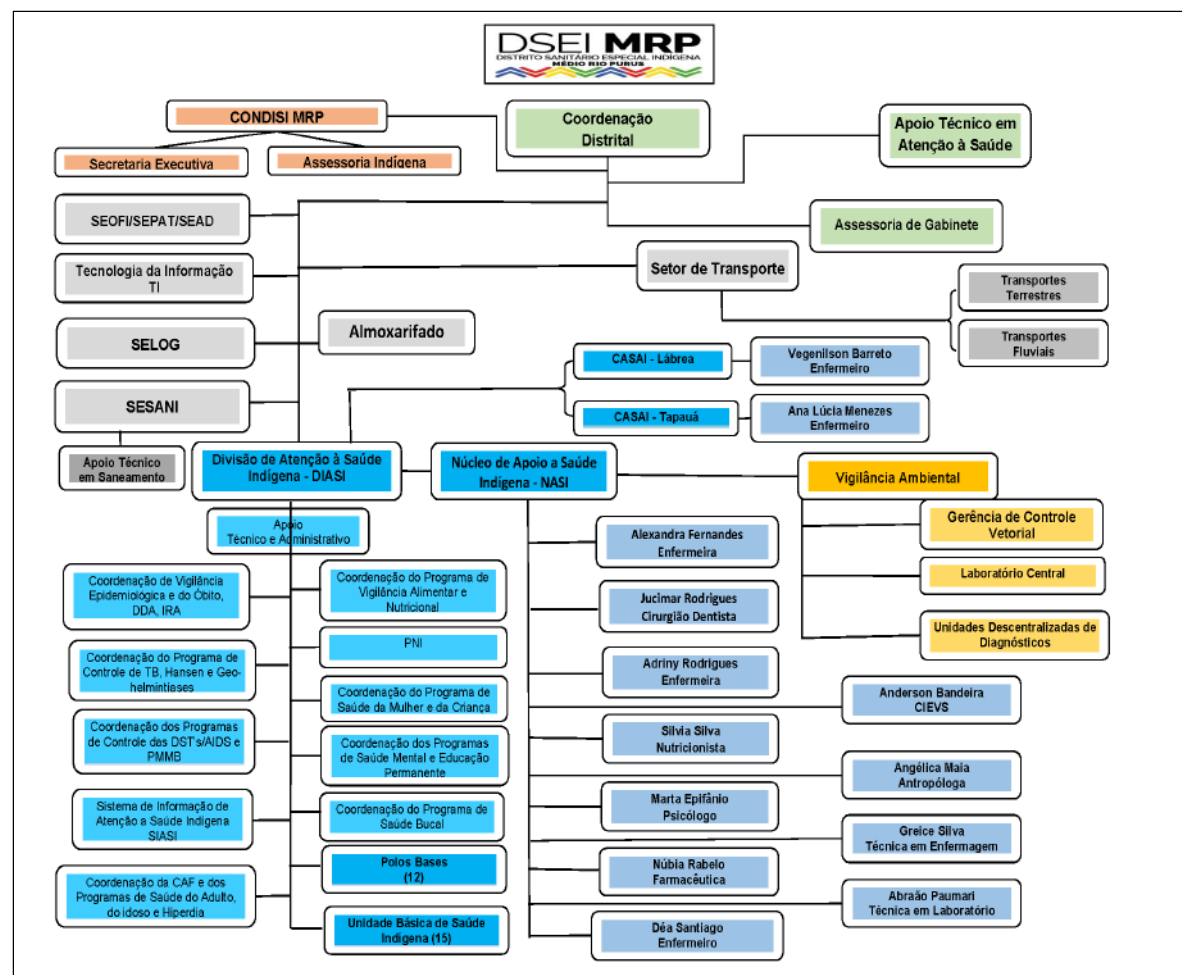 DSEI MRP
DISTRITO SANITÁRIO ESPECIAL INDÍGENA
MÉDIO RIO PURUS
CONDISI MRP
Secretaria Executiva
Assessoria Indígena
Coordenação
Distrital
Apoio Técnico em
Atenção à Saúde
Assessoria de Gabinete
SEOFI/SEPAT/SEAD
Tecnologia da Informação
TI
Setor de Transporte
Transportes
Terrestres
Transportes
Fluviais
SELOG
Almoxarifado
SESANI
Apoio Técnico
em Saneamento
CASAI - Lábrea
Vegenilson Barreto
Enfermeiro
CASAI - Tapauá
Ana Lúcia Menezes
Enfermeiro
Divisão de Atenção à Saúde
Indígena - DIASI
Núcleo de Apoio a Saúde
Indígena - NASI
Vigilância Ambiental
Gerência de Controle
Vetorial
Laboratório Central
Unidades Descentralizadas de
Diagnósticos
Apoio
Técnico e Administrativo
Coordenação de Vigilância
Epidemiológica e do Óbito,
DDA, IRA
Coordenação do Programa de
Controle de TB, Hansen e Geo-
helmintíases
Coordenação dos Programas
de Controle das DST's/AIDS e
PMMB
Sistema de Informação de
Atenção a Saúde Indígena
SIASI
Coordenação da CAF e dos
Programas de Saúde do Adulto,
do idoso e Hiperdia
Coordenação do Programa de
Vigilância Alimentar e
Nutricional
PNI
Coordenação do Programa de
Saúde da Mulher e da Criança
Coordenação dos Programas
de Saúde Mental e Educação
Permanente
Coordenação do Programa de
Saúde Bucal
Polos Bases
(12)
Unidade Básica de Saúde
Indígena (15)
Alexandra Fernandes
Enfermeira
Jucimar Rodrigues
Cirurgião Dentista
Adriny Rodrigues
Enfermeira
Silvia Silva
Nutricionista
Marta Epifânio
Psicólogo
Núbia Rabelo
Farmacêutica
Déa Santiago
Enfermeiro
Anderson Bandeira
CIEVS
Angélica Maia
Antropóloga
Greice Silva
Técnica em Enfermagem
Abraão Paumari
Técnica em Laboratório